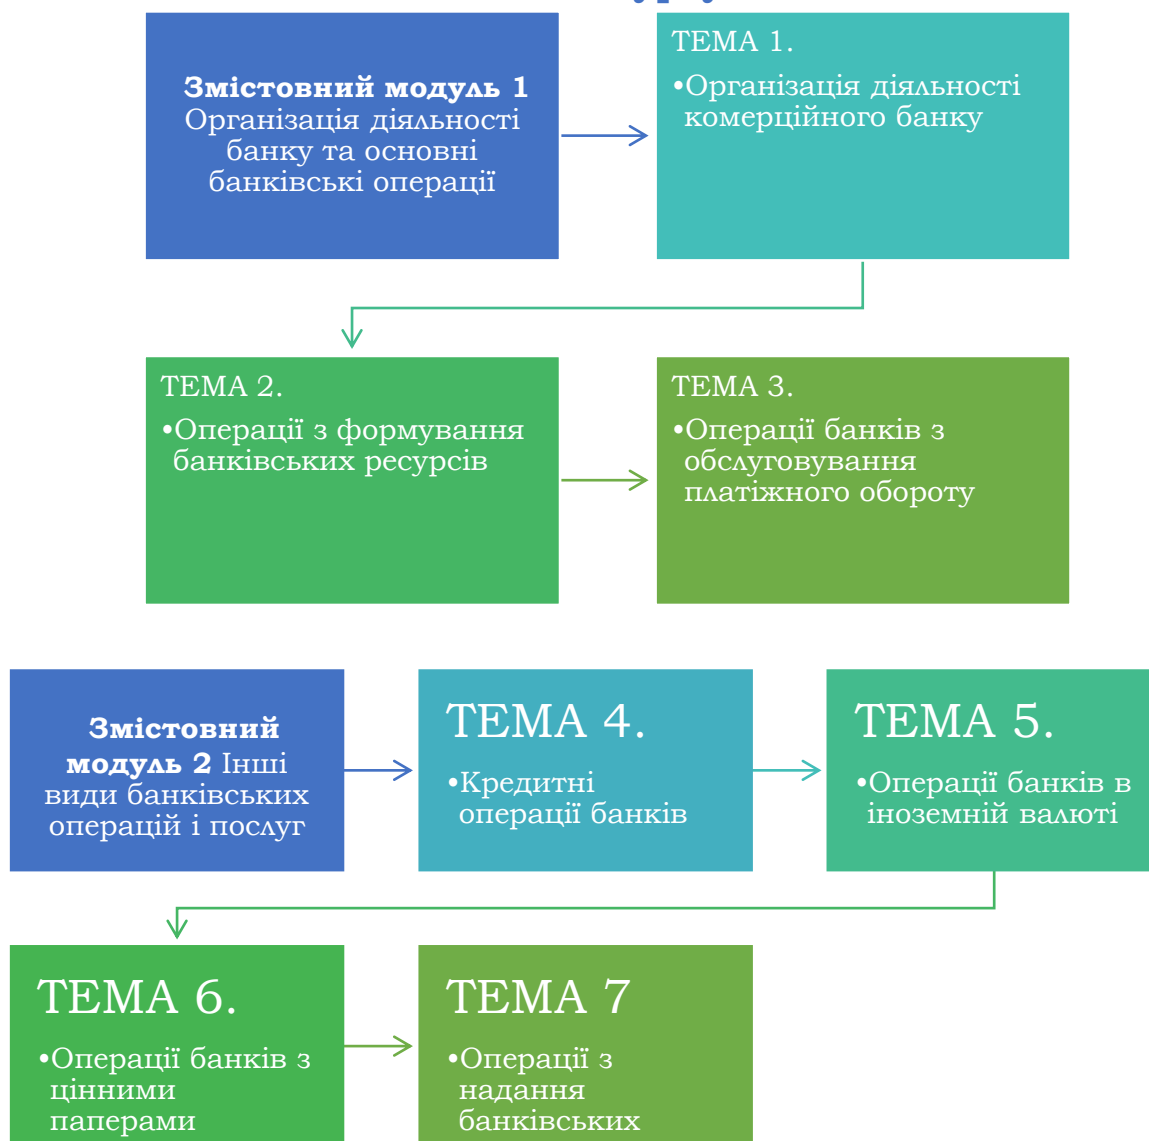 ТЕМА 1.
Змістовний модуль 1
Організація діяльності
банку та основні
банківські операції
•Організація діяльності
комерційного банку
ТЕМА 2.
•Операції з формування
банківських ресурсів
ТЕМА 3.
•Операції банків з
обслуговування
платіжного обороту
Змістовний
модуль 2 Інші
види банківських
операцій і послуг
ТЕМА 4.
•Кредитні
операції банків
ТЕМА 5.
•Операції банків в
іноземній валюті
ТЕМА 6.
•Операції банків з
цінними
паперами
ТЕМА 7
•Операції з
надання
банківських